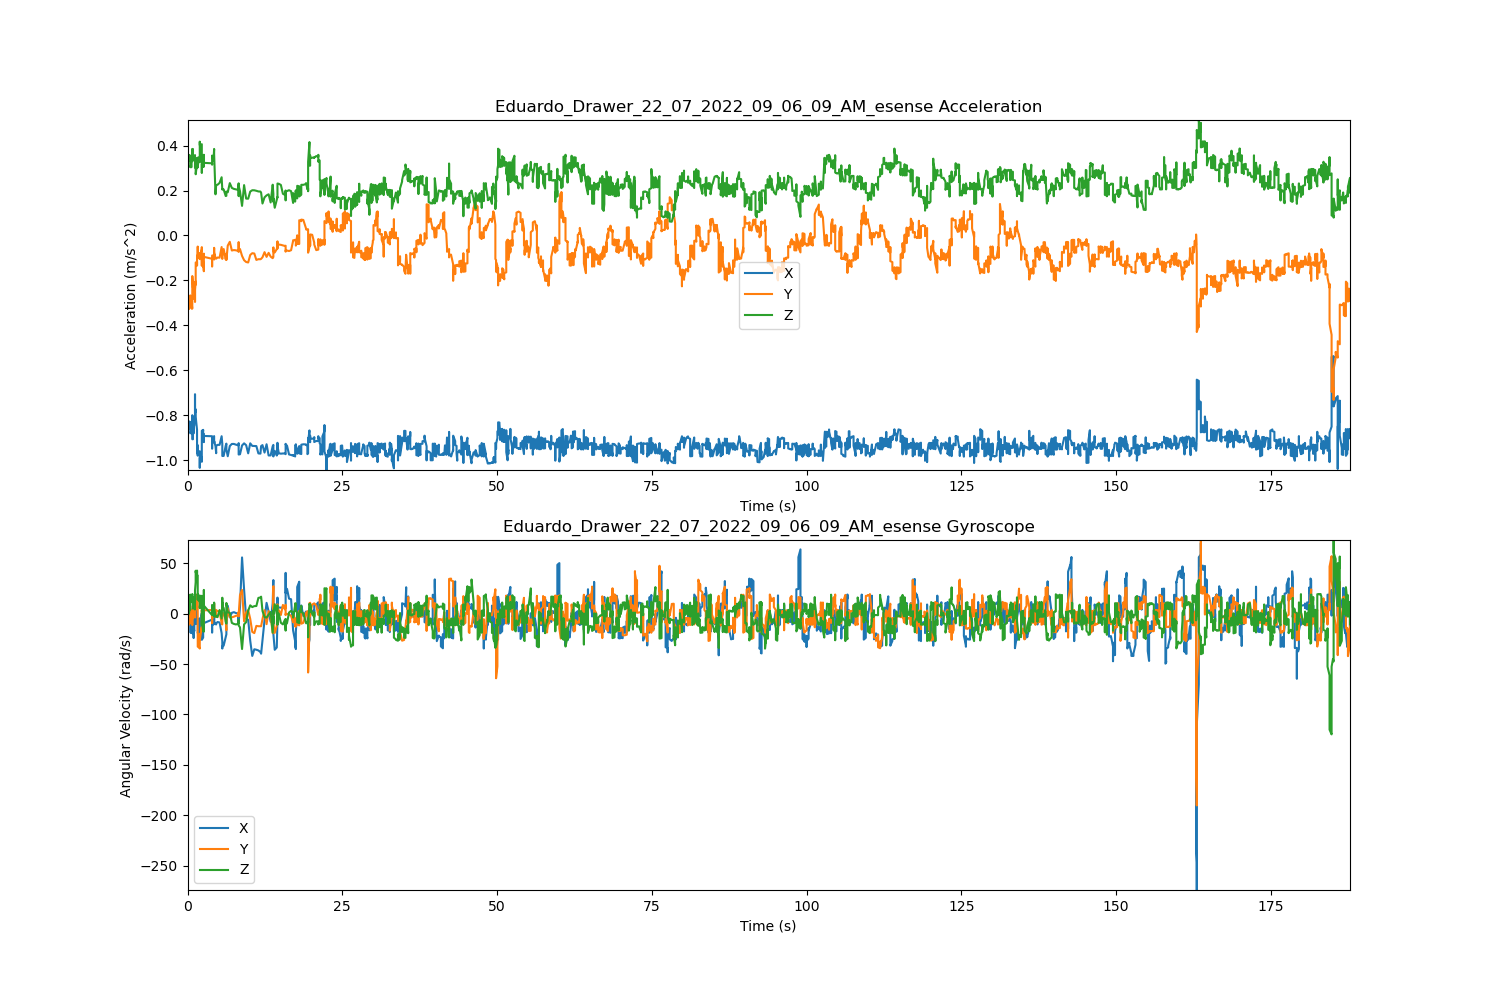 Eduardo_Drawer_22_07_2022_09_06_09_AM_esense Acceleration
Acceleration (m/s^2)
0.4
0.2
0.0
−0.2
−0.4
−0.6
−0.8
−1.0
X
Y
Z
0 25 50 75 100 125 150 175
Time (s)
Eduardo_Drawer_22_07_2022_09_06_09_AM_esense Gyroscope
Angular Velocity (rad/s)
50
0
−50
−100
−150
−200
−250
X
Y
Z
0 25 50 75 100 125 150 175
Time (s)